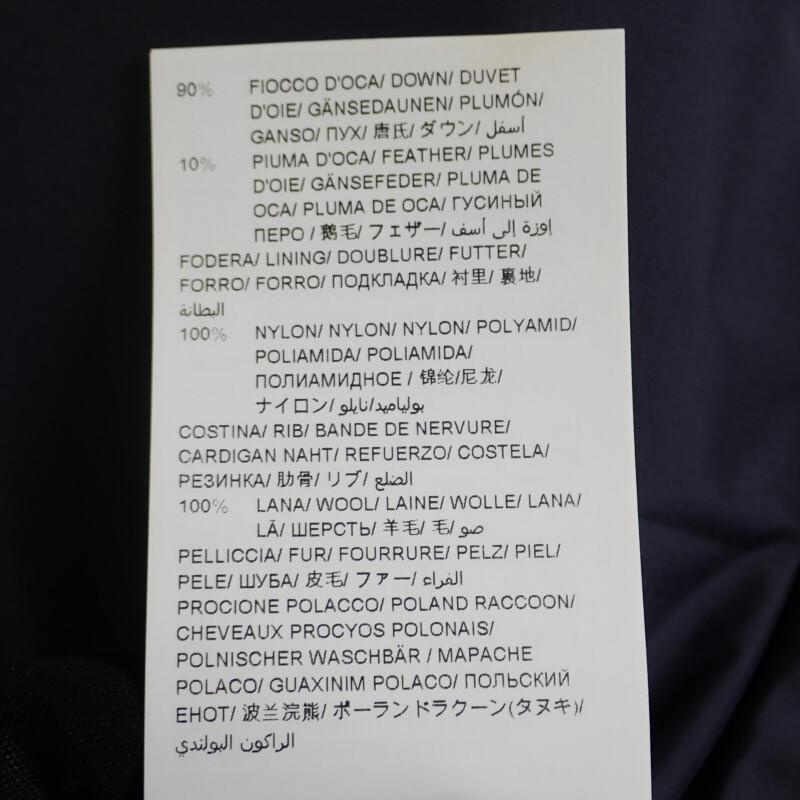 90% FIOCCO D'OCA/ DOWN/ DUVET
D'OIE/ GÄNSEDAUNEN/ PLUMÓN/
GANSO/ ПУХ/ 唐氏/ ダウン/ أسفل
10% PIUMA D'OCA/ FEATHER/ PLUMES
D'OIE/ GÄNSEFEDER/ PLUMA DE
OCA/ PLUMA DE OCA/ ГУСИНЫЙ
ПЕРО / 鹅毛/ フェザー/ إوزة إلى أسف
FODERA/ LINING/ DOUBLURE/ FUTTER/
FORRO/ FORRO/ ПОДКЛАДКА/ 衬里/ 裏地/
البطانة
100% NYLON/ NYLON/ NYLON/ POLYAMID/
POLIAMIDA/ POLIAMIDA/
ПОЛИАМИДНОЕ / 锦纶/尼龙/
ナイロン/ بولياميد/نايلو
COSTINA/ RIB/ BANDE DE NERVURE/
CARDIGAN NAHT/ REFUERZO/ COSTELA/
РЕЗИНКА/ 肋骨/ リブ/ الضلع
100% LANA/ WOOL/ LAINE/ WOLLE/ LANA/
LÃ/ ШЕРСТЬ/ 羊毛/ 毛/ صو
PELLICCIA/ FUR/ FOURRURE/ PELZ/ PIEL/
PELE/ ШУБА/ 皮毛/ ファー/ الفراء
PROCIONE POLACCO/ POLAND RACCOON/
CHEVEAUX PROCYOS POLONAIS/
POLNISCHER WASCHBÄR / MAPACHE
POLACO/ GUAXINIM POLACO/ ПОЛЬСКИЙ
ЕНОТ/ 波兰浣熊/ ポーランドラクーン(タヌキ)/
الراكون البولندي